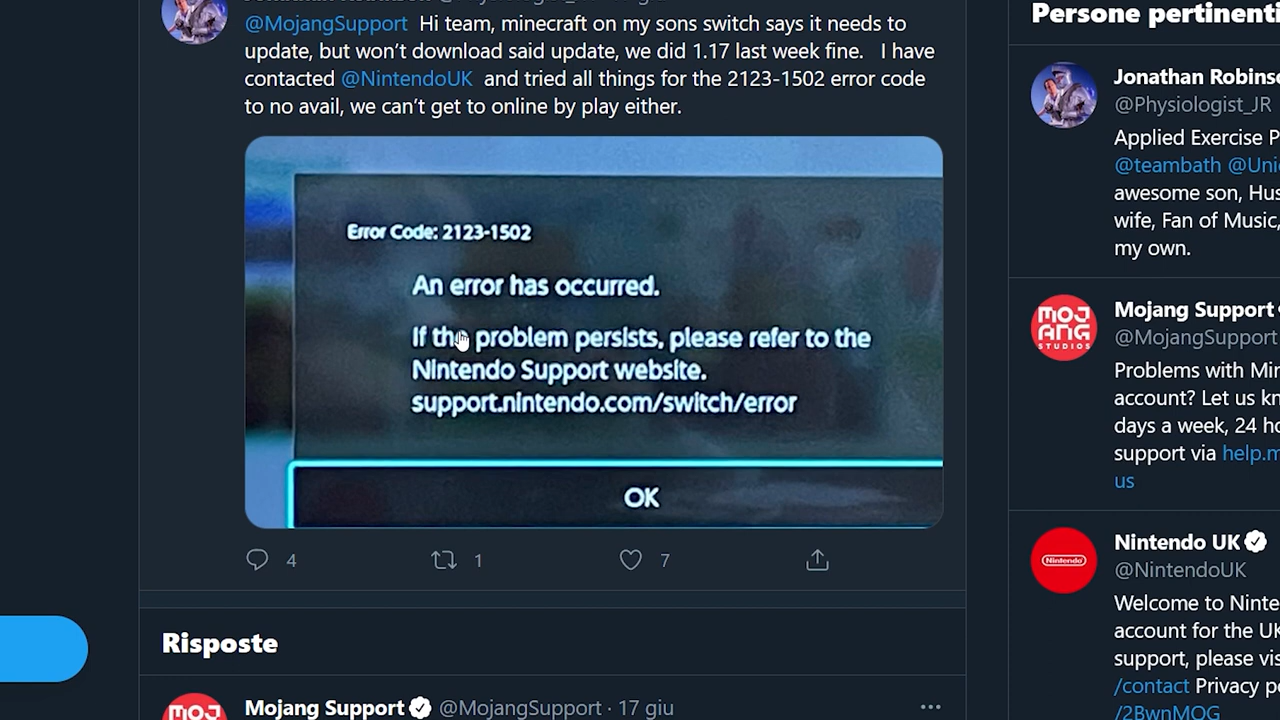 @MojangSupport Hi team, minecraft on my sons switch says it needs to
update, but won't download said update, we did 1.17 last week fine. I have
contacted @NintendoUK and tried all things for the 2123-1502 error code
to no avail, we can't get to online by play either.
Error Code: 2123-1502
An error has occurred.
If the problem persists, please refer to the
Nintendo Support website.
support.nintendo.com/switch/error
OK
4
1
7
Risposte
MOJ
Mojang Support @MojangSupport · 17 giu
Persone pertinenti
Jonathan Robins
@Physiologist_JR
Applied Exercise P
@teambath @Uni
awesome son, Hus
wife, Fan of Music,
my own.
MOJ
ANG
STUDIOS
Mojang Support
@MojangSupport
Problems with Min
account? Let us kn
days a week, 24 ho
support via help.m
us
Nintendo
Nintendo UK
@NintendoUK
Welcome to Ninte
account for the UK
support, please vis
/contact Privacy po
/2BwnMOG